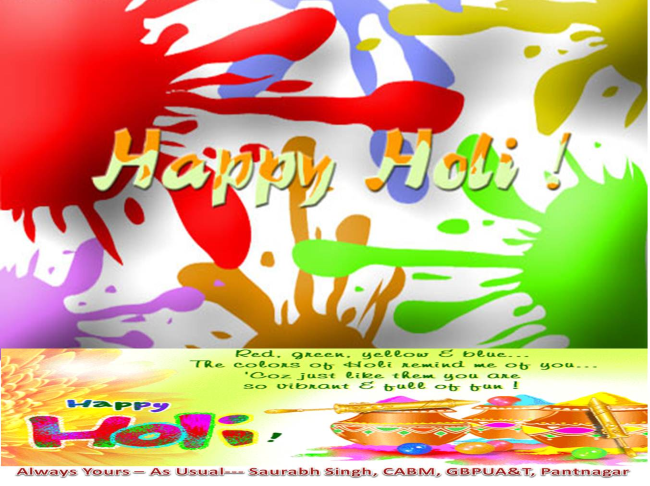 Happy Holi !
Red, green, yellow & blue...
The colors of Holi remind me of you...
'Coz just like them you are
so vibrant & full of fun !
Happy
Holi !
Always Yours – As Usual--- Saurabh Singh, CABM, GBPUA&T, Pantnagar